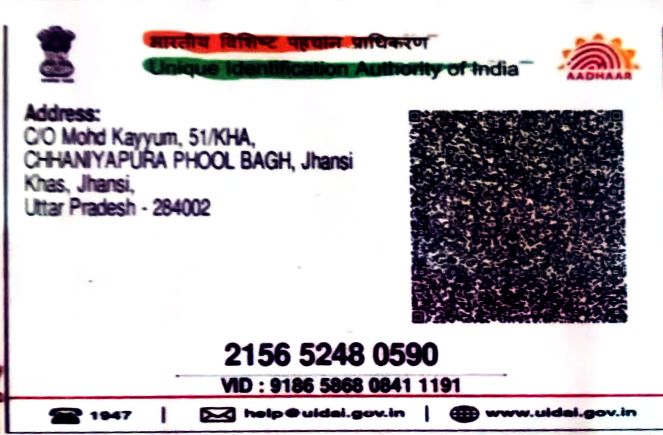 भारतीय विशिष्ट पहचान प्राधिकरण
Unique Identification Authority of India
AADHAAR
Address:
C/O Mohd Kayyum, 51/KHA,
CHHANIYAPURA PHOOL BAGH, Jhansi
Khas, Jhansi,
Uttar Pradesh - 284002
2156 5248 0590
VID : 9186 5868 0841 1191
1947 | help@uidai.gov.in | www.uidai.gov.in